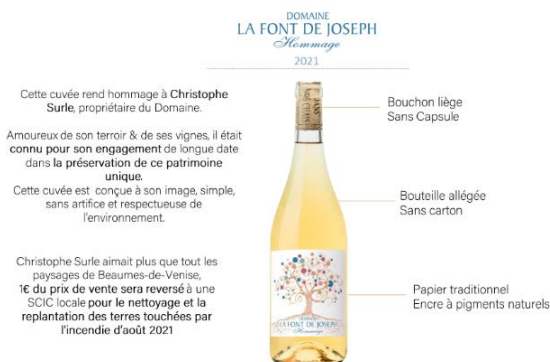 DOMAINE
LA FONT DE JOSEPH
Hommage
2021
Cette cuvée rend hommage à Christophe
Surle, propriétaire du Domaine.
Amoureux de son terroir & de ses vignes, il était
connu pour son engagement de longue date
dans la préservation de ce patrimoine
unique.
Cette cuvée est conçue à son image, simple,
sans artifice et respectueuse de
l'environnement.
Christophe Surle aimait plus que tout les
paysages de Beaumes-de-Venise,
1€ du prix de vente sera reversé à une
SCIC locale pour le nettoyage et la
replantation des terres touchées par
l'incendie d'août 2021
Bouchon liège
Sans Capsule
Bouteille allégée
Sans carton
Papier traditionnel
Encre à pigments naturels
DOMAINE
LA FONT DE JOSEPH
Hommage